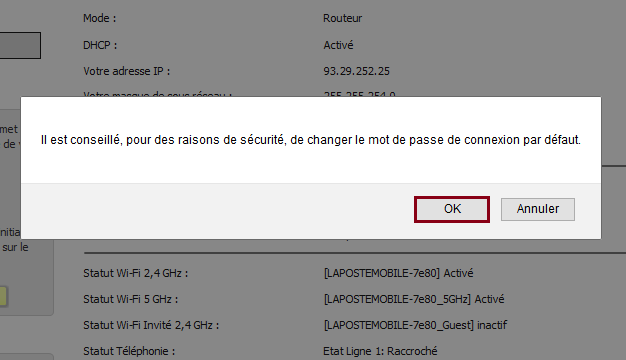 Mode :
Routeur
DHCP :
Activé
Votre adresse IP :
93.29.252.25
Votre masque de sous réseau :
255.255.254.0
met
de
Il est conseillé, pour des raisons de sécurité, de changer le mot de passe de connexion par défaut.
OK
Annuler
nitia
sur le
Statut Wi-Fi 2,4 GHz :
[LAPOSTEMOBILE-7e80] Activé
Statut Wi-Fi 5 GHz :
[LAPOSTEMOBILE-7e80_5GHz] Activé
Statut Wi-Fi Invité 2,4 GHz :
[LAPOSTEMOBILE-7e80_Guest] inactif
Statut Téléphonie :
Etat Ligne 1: Raccroché